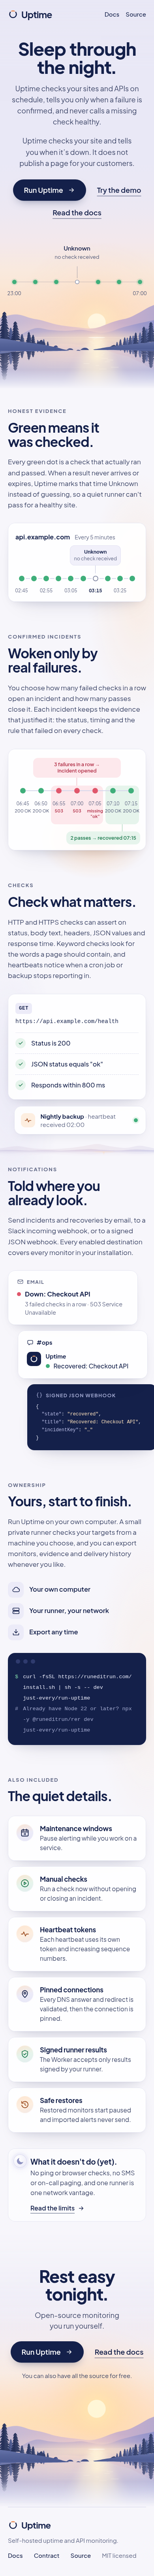 Uptime
Docs Source
Sleep through
the night.
Uptime checks your sites and APIs on
schedule, tells you only when a failure is
confirmed, and never calls a missing
check healthy.
Uptime checks your site and tells
you when it's down. It does not
publish a page for your customers.
Run Uptime → Try the demo
Read the docs
Unknown
no check received
23:00 07:00
HONEST EVIDENCE
Green means it
was checked.
Every green dot is a check that actually ran
and passed. When a result never arrives or
expires, Uptime marks that time Unknown
instead of guessing, so a quiet runner can't
pass for a healthy site.
api.example.com Every 5 minutes
Unknown
no check received
02:45 02:55 03:05 03:15 03:25
CONFIRMED INCIDENTS
Woken only by
real failures.
You choose how many failed checks in a row
open an incident and how many passes
close it. Each incident keeps the evidence
that justified it: the status, timing, and
rule that failed on every check.
3 failures in a row →
incident opened
06:45 06:50 06:55 07:00 07:05 07:10 07:15
200 OK 200 OK 503 503 missing 200 OK 200 OK
"ok"
2 passes → recovered 07:15
CHECKS
Check what matters.
HTTP and HTTPS checks can assert on
status, body text, headers, JSON values and
response time. Keyword checks look for
the words a page should contain, and
heartbeats notice when a cron job or
backup stops reporting in.
GET
https://api.example.com/health
Status is 200
JSON status equals "ok"
Responds within 800 ms
Nightly backup · heartbeat
received 02:00
NOTIFICATIONS
Told where you
already look.
Send incidents and recoveries by email, to a
Slack incoming webhook, or to a signed
JSON webhook. Every enabled destination
covers every monitor in your installation.
EMAIL
Down: Checkout API
3 failed checks in a row · 503 Service
Unavailable
#ops
Uptime
Recovered: Checkout API
{} SIGNED JSON WEBHOOK
{
"state": "recovered",
"title": "Recovered: Checkout API",
"incidentKey": "…"
}
OWNERSHIP
Yours, start to finish.
Run Uptime on your own computer. A small
private runner checks your targets from a
machine you choose, and you can export
monitors, evidence and delivery history
whenever you like.
Your own computer
Your runner, your network
Export any time
$ curl -fsSL https://runeditrun.com/
install.sh | sh -s -- dev
just-every/run-uptime
# Already have Node 22 or later? npx
-y @runeditrun/rer dev
just-every/run-uptime
ALSO INCLUDED
The quiet details.
Maintenance windows
Pause alerting while you work on a
service.
Manual checks
Run a check now without opening
or closing an incident.
Heartbeat tokens
Each heartbeat uses its own
token and increasing sequence
numbers.
Pinned connections
Every DNS answer and redirect is
validated, then the connection is
pinned.
Signed runner results
The Worker accepts only results
signed by your runner.
Safe restores
Restored monitors start paused
and imported alerts never send.
What it doesn't do (yet).
No ping or browser checks, no SMS
or on-call paging, and one runner is
one network vantage.
Read the limits →
Rest easy
tonight.
Open-source monitoring
you run yourself.
Run Uptime → Read the docs
You can also have all the source for free.
Uptime
Self-hosted uptime and API monitoring.
Docs Contract Source MIT licensed